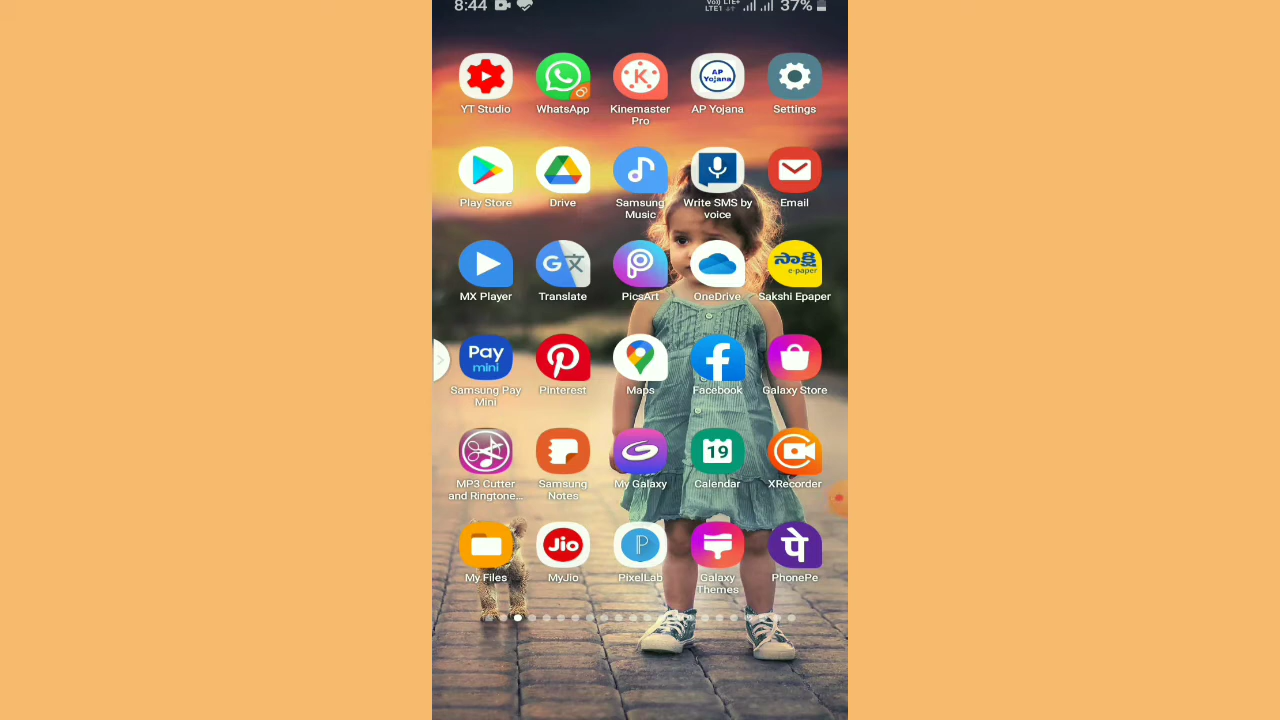 8:44 Vo)) LTE+ 37%
LTE1
YT Studio WhatsApp Kinemaster Pro AP Yojana Settings
AP Yojana
Play Store Drive Samsung Music Write SMS by voice Email
సాక్షి
e-paper
MX Player Translate PicsArt OneDrive Sakshi Epaper
Pay
mini
Samsung Pay Mini Pinterest Maps Facebook Galaxy Store
19
MP3 Cutter and Ringtone... Samsung Notes My Galaxy Calendar XRecorder
Jio पे
My Files MyJio PixelLab Galaxy Themes PhonePe